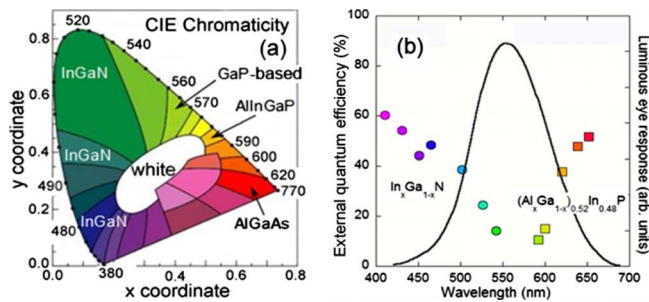 CIE Chromaticity
(a)
y coordinate
0.8
0.6
0.4
0.2
0.0
0.0
0.2
0.4
0.6
x coordinate
520
540
560
570
590
600
620
770
490
480
380
InGaN
InGaN
InGaN
GaP-based
AlInGaP
AlGaAs
white
(b)
External quantum efficiency (%)
100
80
60
40
20
0
400
450
500
550
600
650
700
Wavelength (nm)
Luminous eye response (arb. units)
InxGa1-xN
(AlxGa1-x)0.52In0.48P